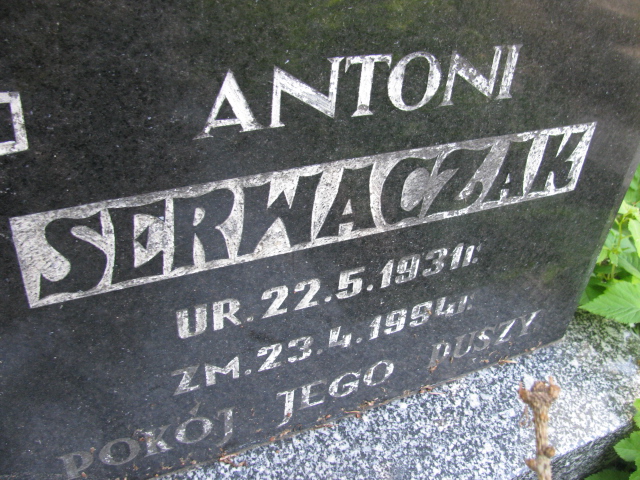 ANTONI
SERWACZAK
UR. 22.5.1931r.
ZM. 23.4.1994r.
POKÓJ JEGO DUSZY